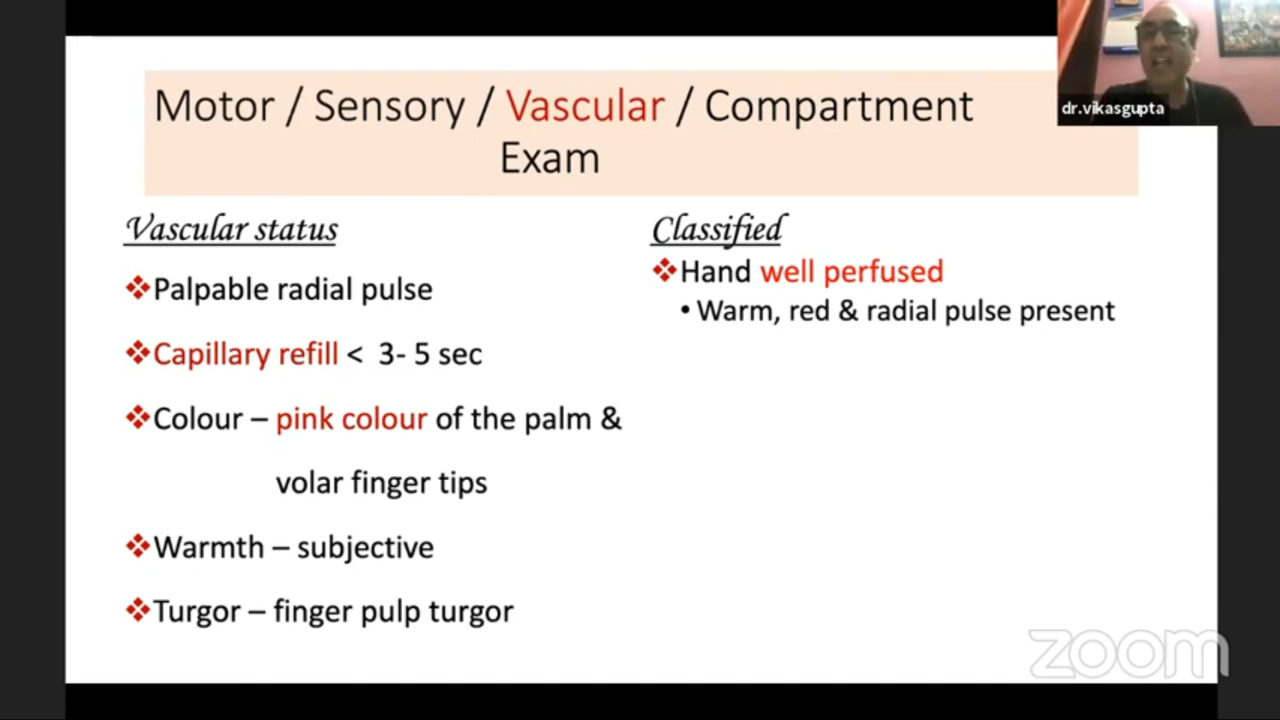 dr.vikasgupta
Motor / Sensory / Vascular / Compartment
Exam
Vascular status
❖Palpable radial pulse
❖Capillary refill < 3- 5 sec
❖Colour – pink colour of the palm &
volar finger tips
❖Warmth – subjective
❖Turgor – finger pulp turgor
Classified
❖Hand well perfused
• Warm, red & radial pulse present
zoom